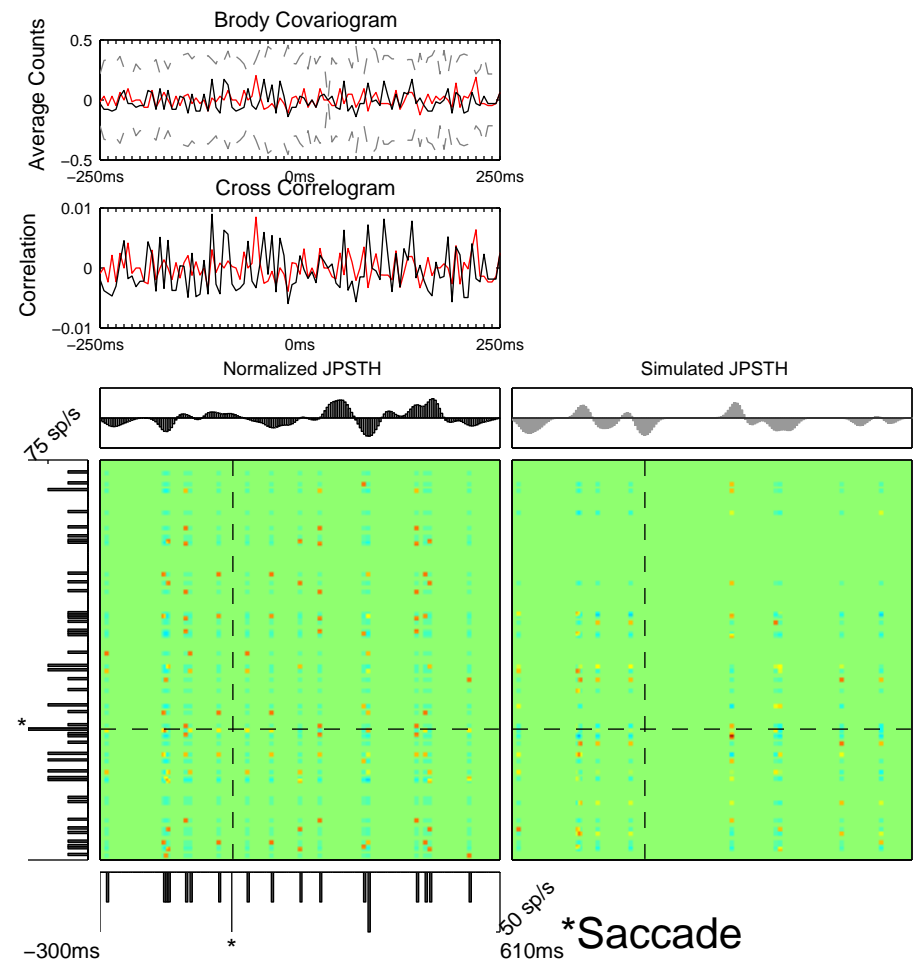 Brody Covariogram
0.5
0
−0.5
Average Counts
−250ms
0ms
250ms
Cross Correlogram
0.01
0
−0.01
Correlation
−250ms
0ms
250ms
Normalized JPSTH
Simulated JPSTH
75 sp/s
*
*
50 sp/s
−300ms
610ms
*Saccade